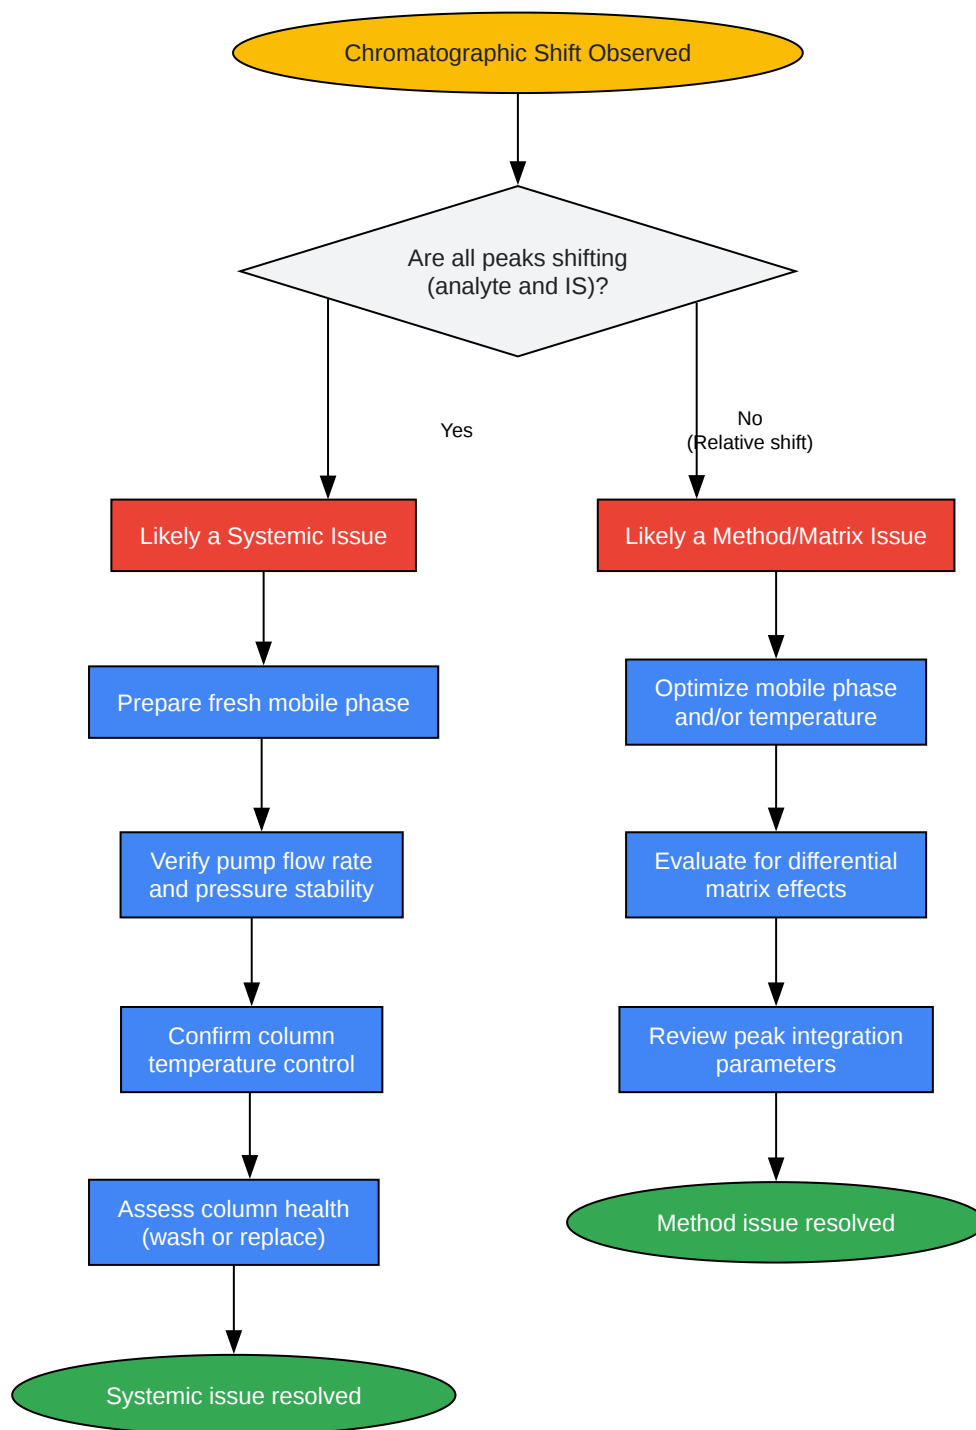 Chromatographic Shift Observed
Are all peaks shifting
(analyte and IS)?
Yes
No
(Relative shift)
Likely a Systemic Issue
Likely a Method/Matrix Issue
Prepare fresh mobile phase
Optimize mobile phase
and/or temperature
Verify pump flow rate
and pressure stability
Evaluate for differential
matrix effects
Confirm column
temperature control
Review peak integration
parameters
Assess column health
(wash or replace)
Method issue resolved
Systemic issue resolved